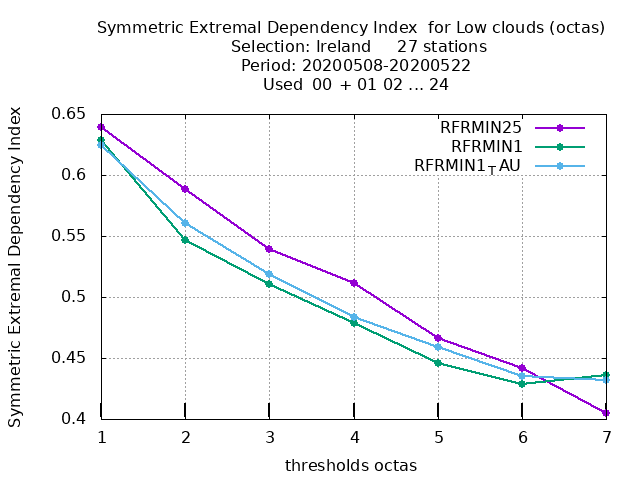 Symmetric Extremal Dependency Index  for Low clouds (octas)
Selection: Ireland     27 stations
Period: 20200508-20200522
Used  00 + 01 02 ... 24
RFRMIN25
RFRMIN1
RFRMIN1TAU
Symmetric Extremal Dependency Index
0.65
0.6
0.55
0.5
0.45
0.4
1 2 3 4 5 6 7
thresholds octas